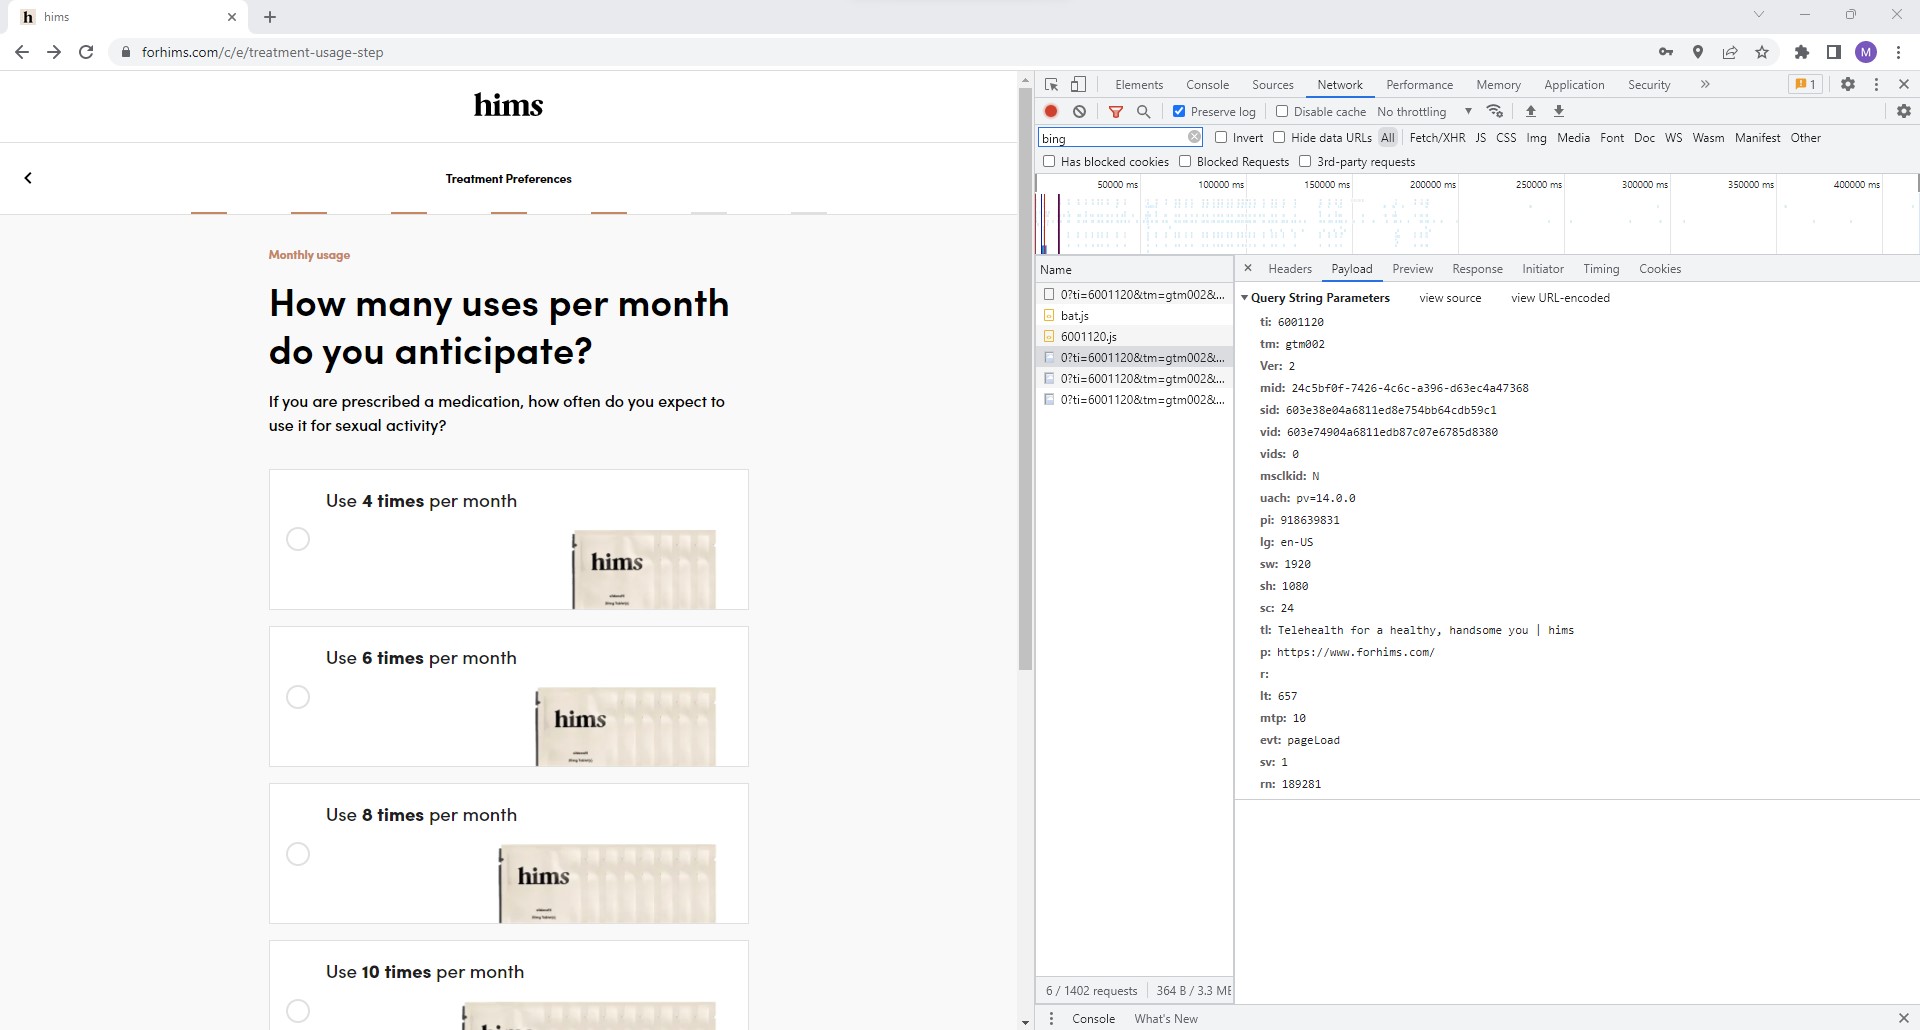 hims
forhims.com/c/e/treatment-usage-step
M
hims
Treatment Preferences
Monthly usage
How many uses per month
do you anticipate?
If you are prescribed a medication, how often do you expect to
use it for sexual activity?
Use 4 times per month
hims
Use 6 times per month
hims
Use 8 times per month
hims
Use 10 times per month
hims
Elements Console Sources Network Performance Memory Application Security 1
Preserve log Disable cache No throttling
bing Invert Hide data URLs All Fetch/XHR JS CSS Img Media Font Doc WS Wasm Manifest Other
Has blocked cookies Blocked Requests 3rd-party requests
50000 ms 100000 ms 150000 ms 200000 ms 250000 ms 300000 ms 350000 ms 400000 ms
Name
0?ti=6001120&tm=gtm002&...
bat.js
6001120.js
0?ti=6001120&tm=gtm002&...
0?ti=6001120&tm=gtm002&...
0?ti=6001120&tm=gtm002&...
Headers Payload Preview Response Initiator Timing Cookies
Query String Parameters view source view URL-encoded
ti: 6001120
tm: gtm002
Ver: 2
mid: 24c5bf0f-7426-4c6c-a396-d63ec4a47368
sid: 603e38e04a6811ed8e754bb64cdb59c1
vid: 603e74904a6811edb87c07e6785d8380
vids: 0
msclkid: N
uach: pv=14.0.0
pi: 918639831
lg: en-US
sw: 1920
sh: 1080
sc: 24
tl: Telehealth for a healthy, handsome you | hims
p: https://www.forhims.com/
r:
lt: 657
mtp: 10
evt: pageLoad
sv: 1
rn: 189281
6 / 1402 requests 364 B / 3.3 ME
Console What's New